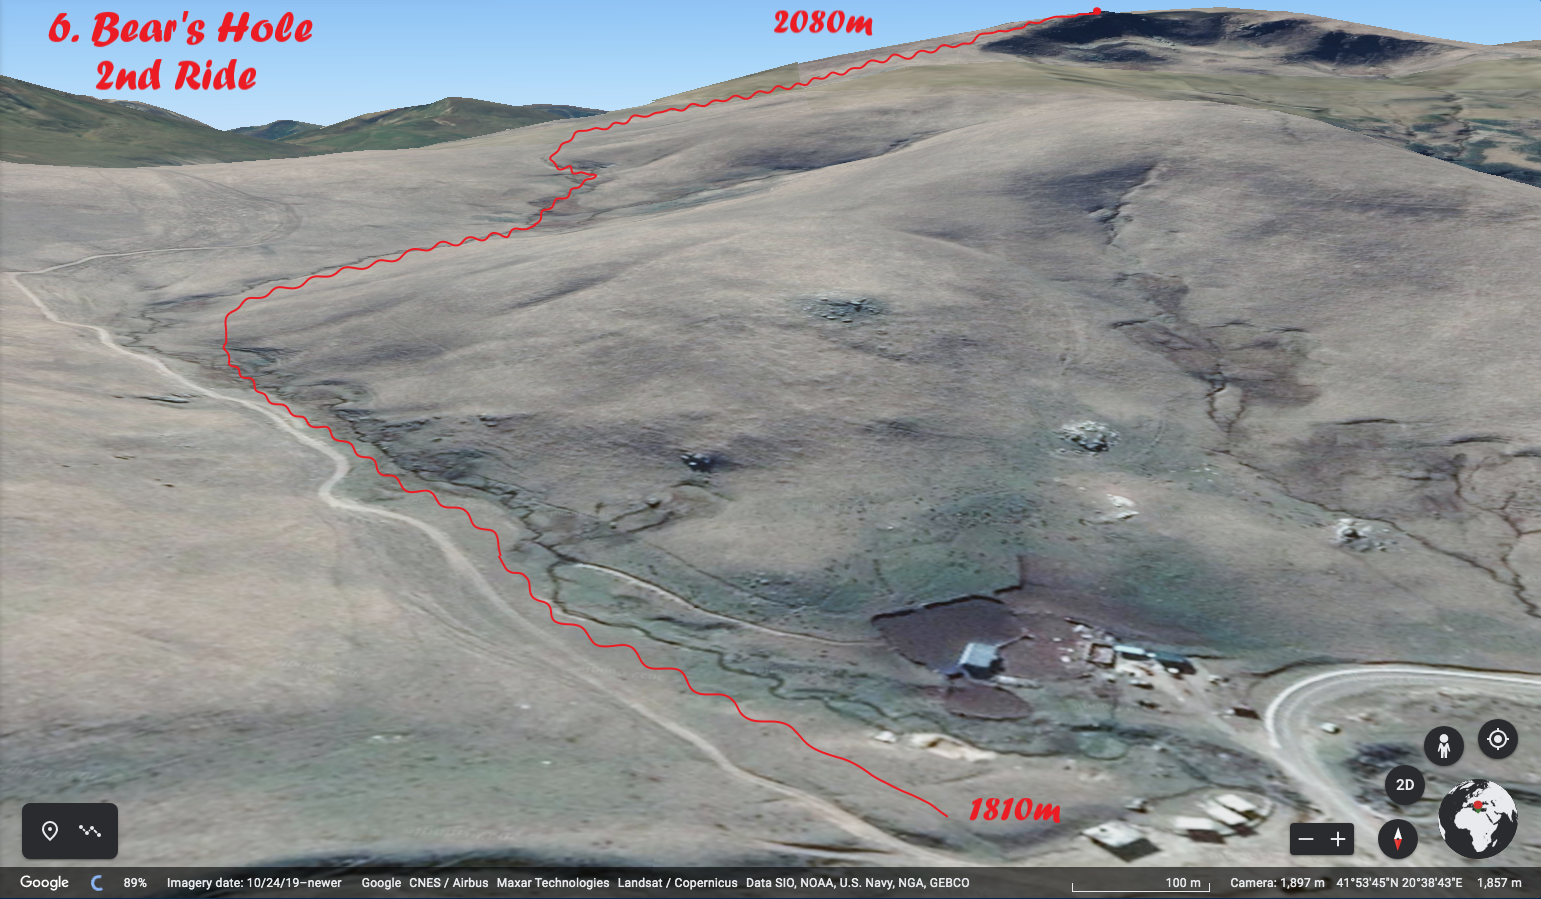 6. Bear's Hole
2nd Ride
2080m
1810m
2D
Google 89% Imagery date: 10/24/19–newer Google CNES / Airbus Maxar Technologies Landsat / Copernicus Data SIO, NOAA, U.S. Navy, NGA, GEBCO 100 m Camera: 1,897 m 41°53'45"N 20°38'43"E 1,857 m